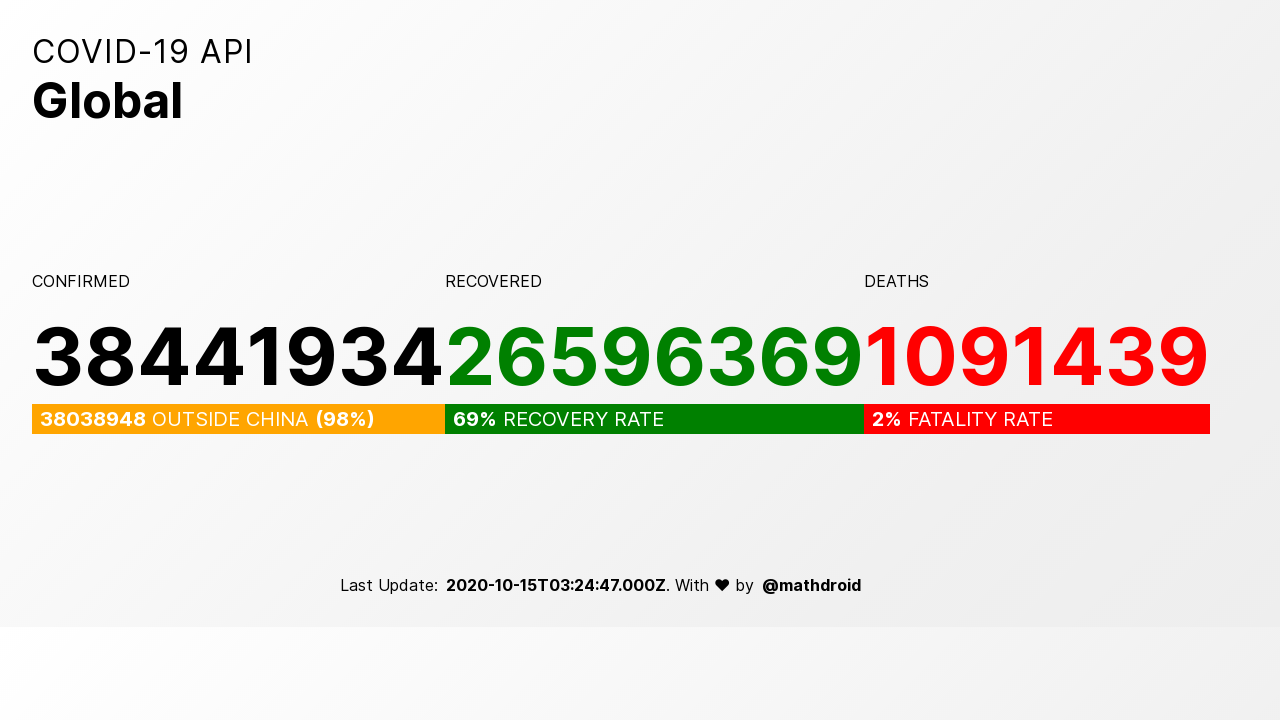 COVID-19 API
Global
CONFIRMED
RECOVERED
DEATHS
38441934
26596369
1091439
38038948 OUTSIDE CHINA (98%)
69% RECOVERY RATE
2% FATALITY RATE
Last Update: 2020-10-15T03:24:47.000Z. With ♥ by @mathdroid